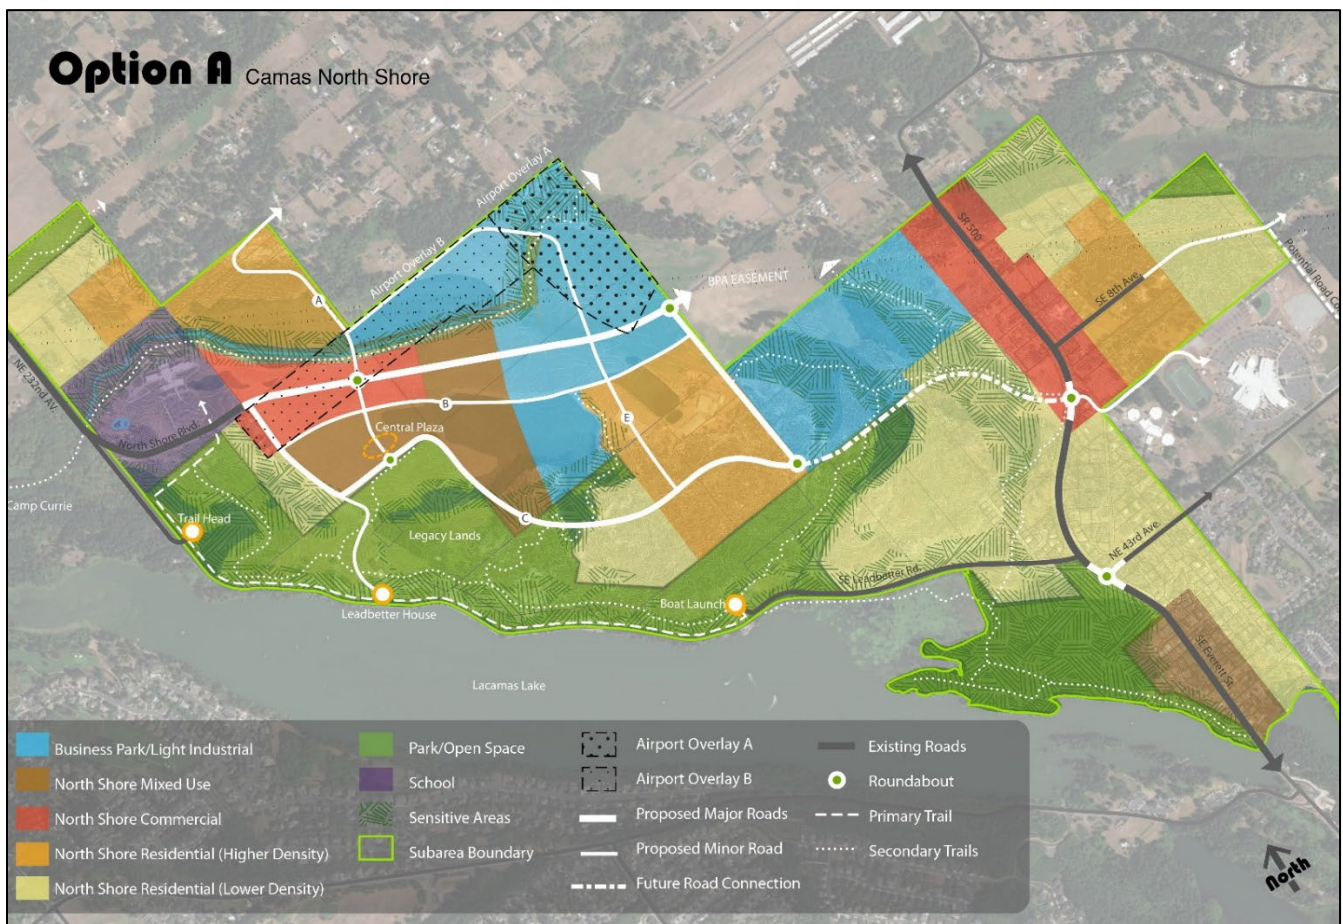 Option A Camas North Shore
Airport Overlay A
Airport Overlay B
SR 500
BPA EASEMENT
SE 8th Ave.
A
NE 232nd AV.
North Shore Blvd.
B
E
Central Plaza
C
Camp Currie
Trail Head
Legacy Lands
Leadbetter House
Boat Launch
SE Leadbetter Rd.
NE 43rd Ave.
SE Everett St.
Lacamas Lake
Potential Road
Business Park/Light Industrial
North Shore Mixed Use
North Shore Commercial
North Shore Residential (Higher Density)
North Shore Residential (Lower Density)
Park/Open Space
School
Sensitive Areas
Subarea Boundary
Airport Overlay A
Airport Overlay B
Proposed Major Roads
Proposed Minor Road
Future Road Connection
Existing Roads
Roundabout
Primary Trail
Secondary Trails
North